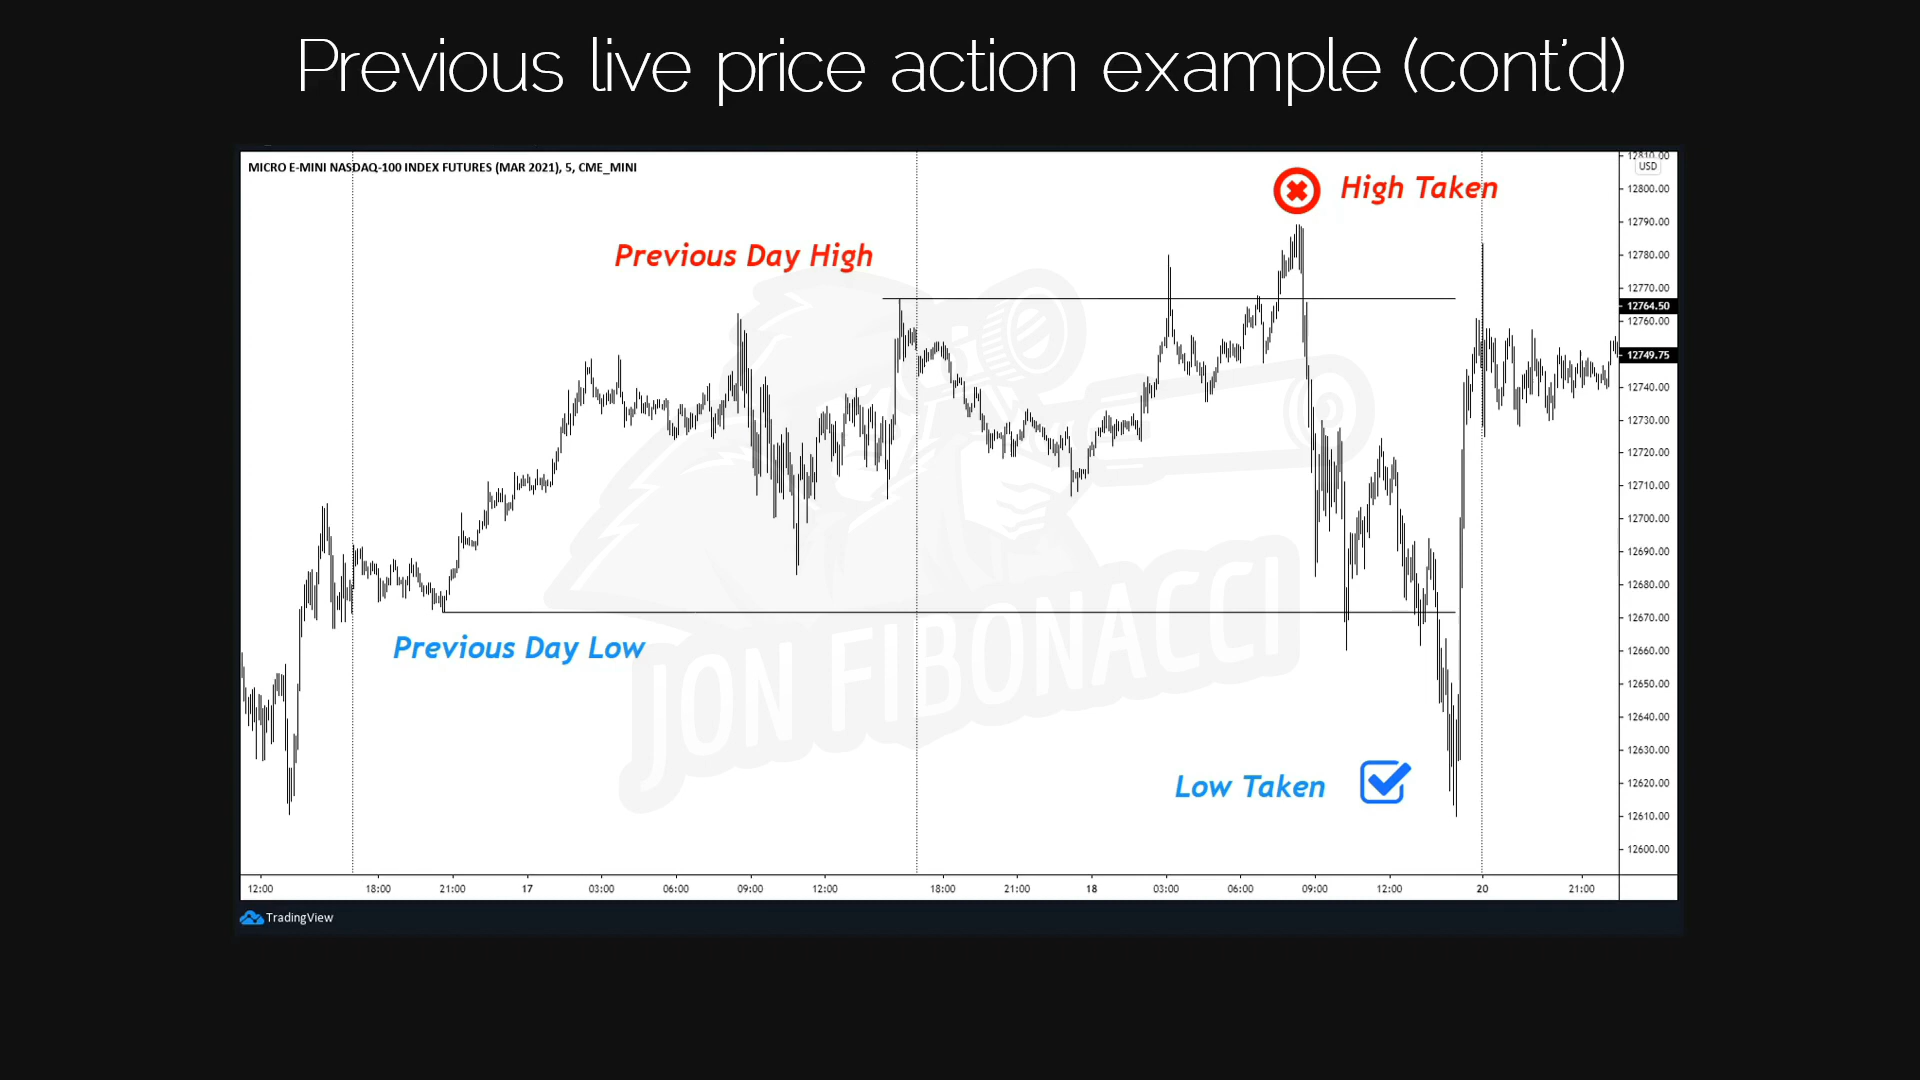 Previous live price action example (cont'd)
MICRO E-MINI NASDAQ-100 INDEX FUTURES (MAR 2021), 5, CME_MINI
12810.00
USD
High Taken
12800.00
12790.00
Previous Day High
12780.00
12770.00
12764.50
12760.00
12749.75
12740.00
12730.00
12720.00
12710.00
12700.00
12690.00
12680.00
12670.00
Previous Day Low
12660.00
JON FIBONACCI
12650.00
12640.00
12630.00
Low Taken
12620.00
12610.00
12600.00
12:00 18:00 21:00 17 03:00 06:00 09:00 12:00 18:00 21:00 18 03:00 06:00 09:00 12:00 20 21:00
TradingView